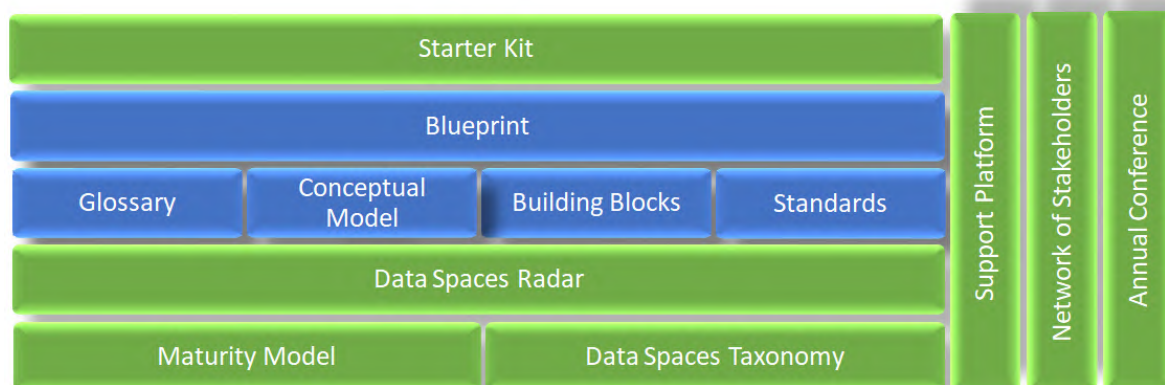 Starter Kit
Blueprint
Glossary
Conceptual
Model
Building Blocks
Standards
Data Spaces Radar
Maturity Model
Data Spaces Taxonomy
Support Platform
Network of Stakeholders
Annual Conference